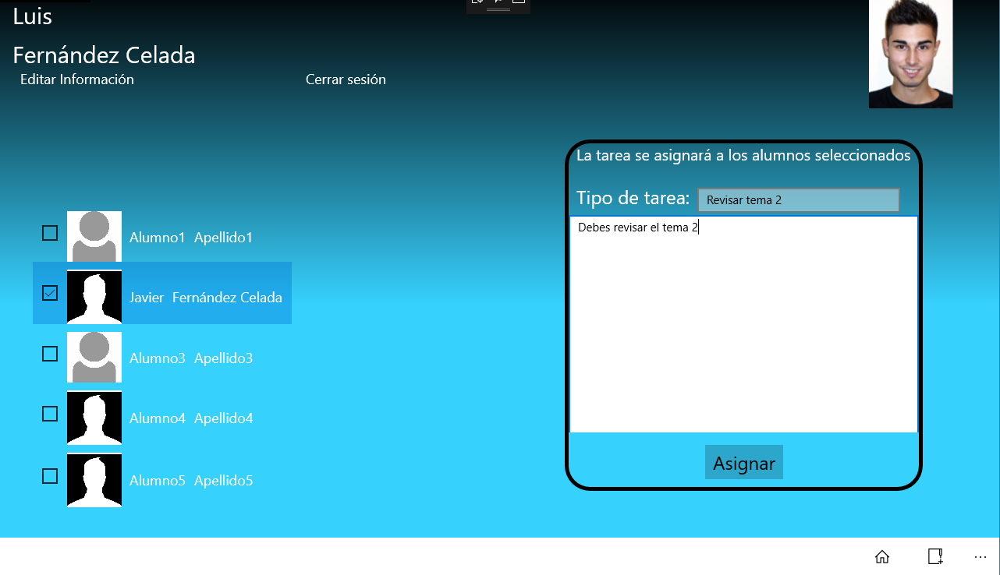 Luis
Fernández Celada
Editar Información
Cerrar sesión
La tarea se asignará a los alumnos seleccionados
Tipo de tarea: Revisar tema 2
Debes revisar el tema 2
Alumno1 Apellido1
Javier Fernández Celada
Alumno3 Apellido3
Alumno4 Apellido4
Alumno5 Apellido5
Asignar